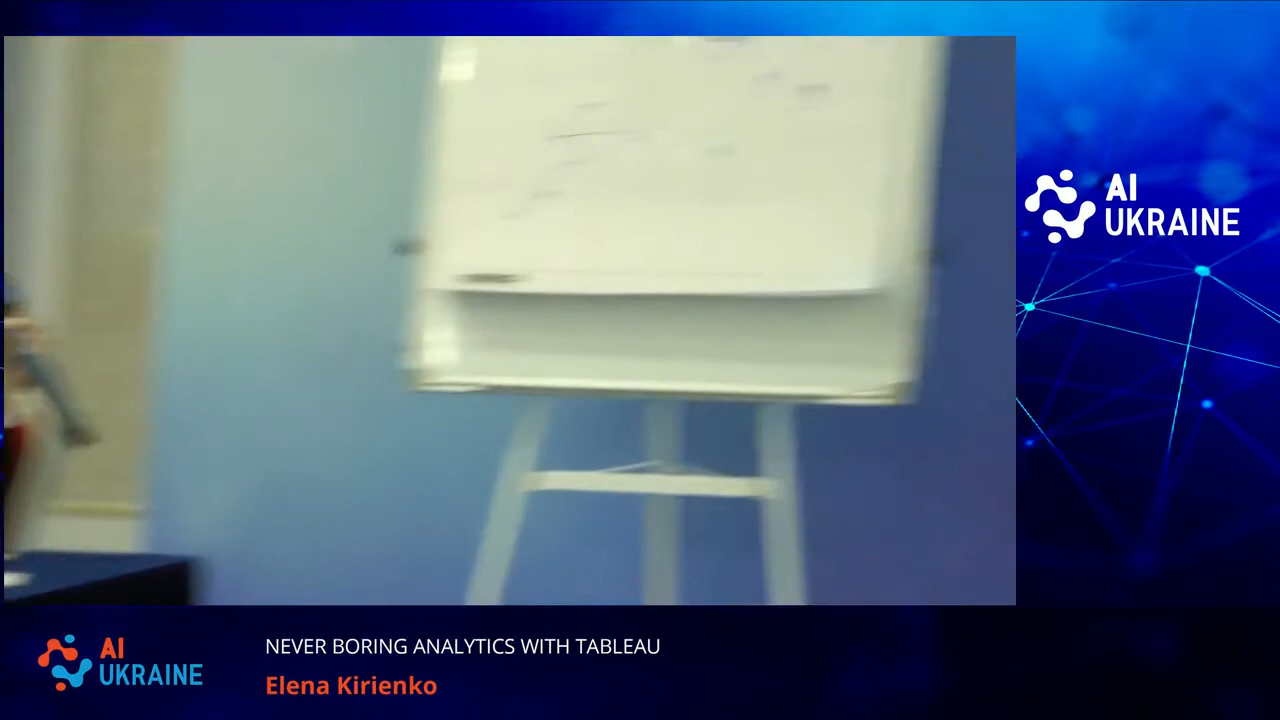 AI
UKRAINE
AI
UKRAINE
NEVER BORING ANALYTICS WITH TABLEAU
Elena Kirienko